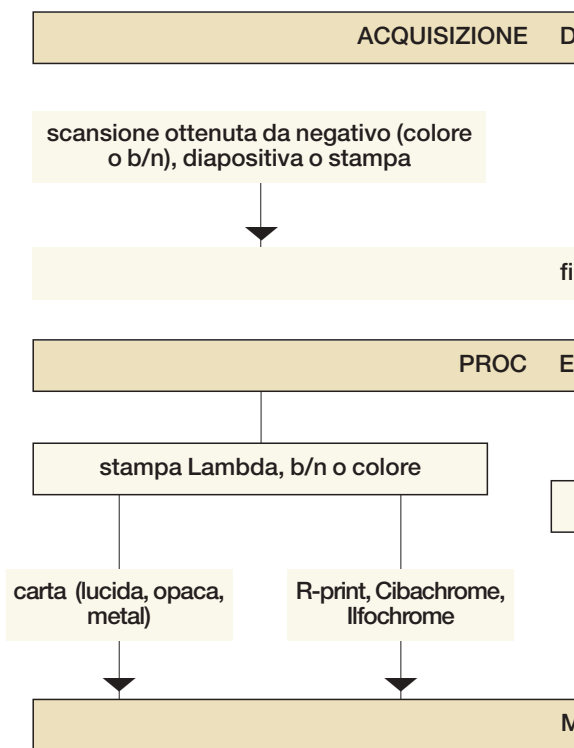 ACQUISIZIONE D
scansione ottenuta da negativo (colore
o b/n), diapositiva o stampa
fi
PROC E
stampa Lambda, b/n o colore
carta (lucida, opaca,
metal)
R-print, Cibachrome,
Ilfochrome
M